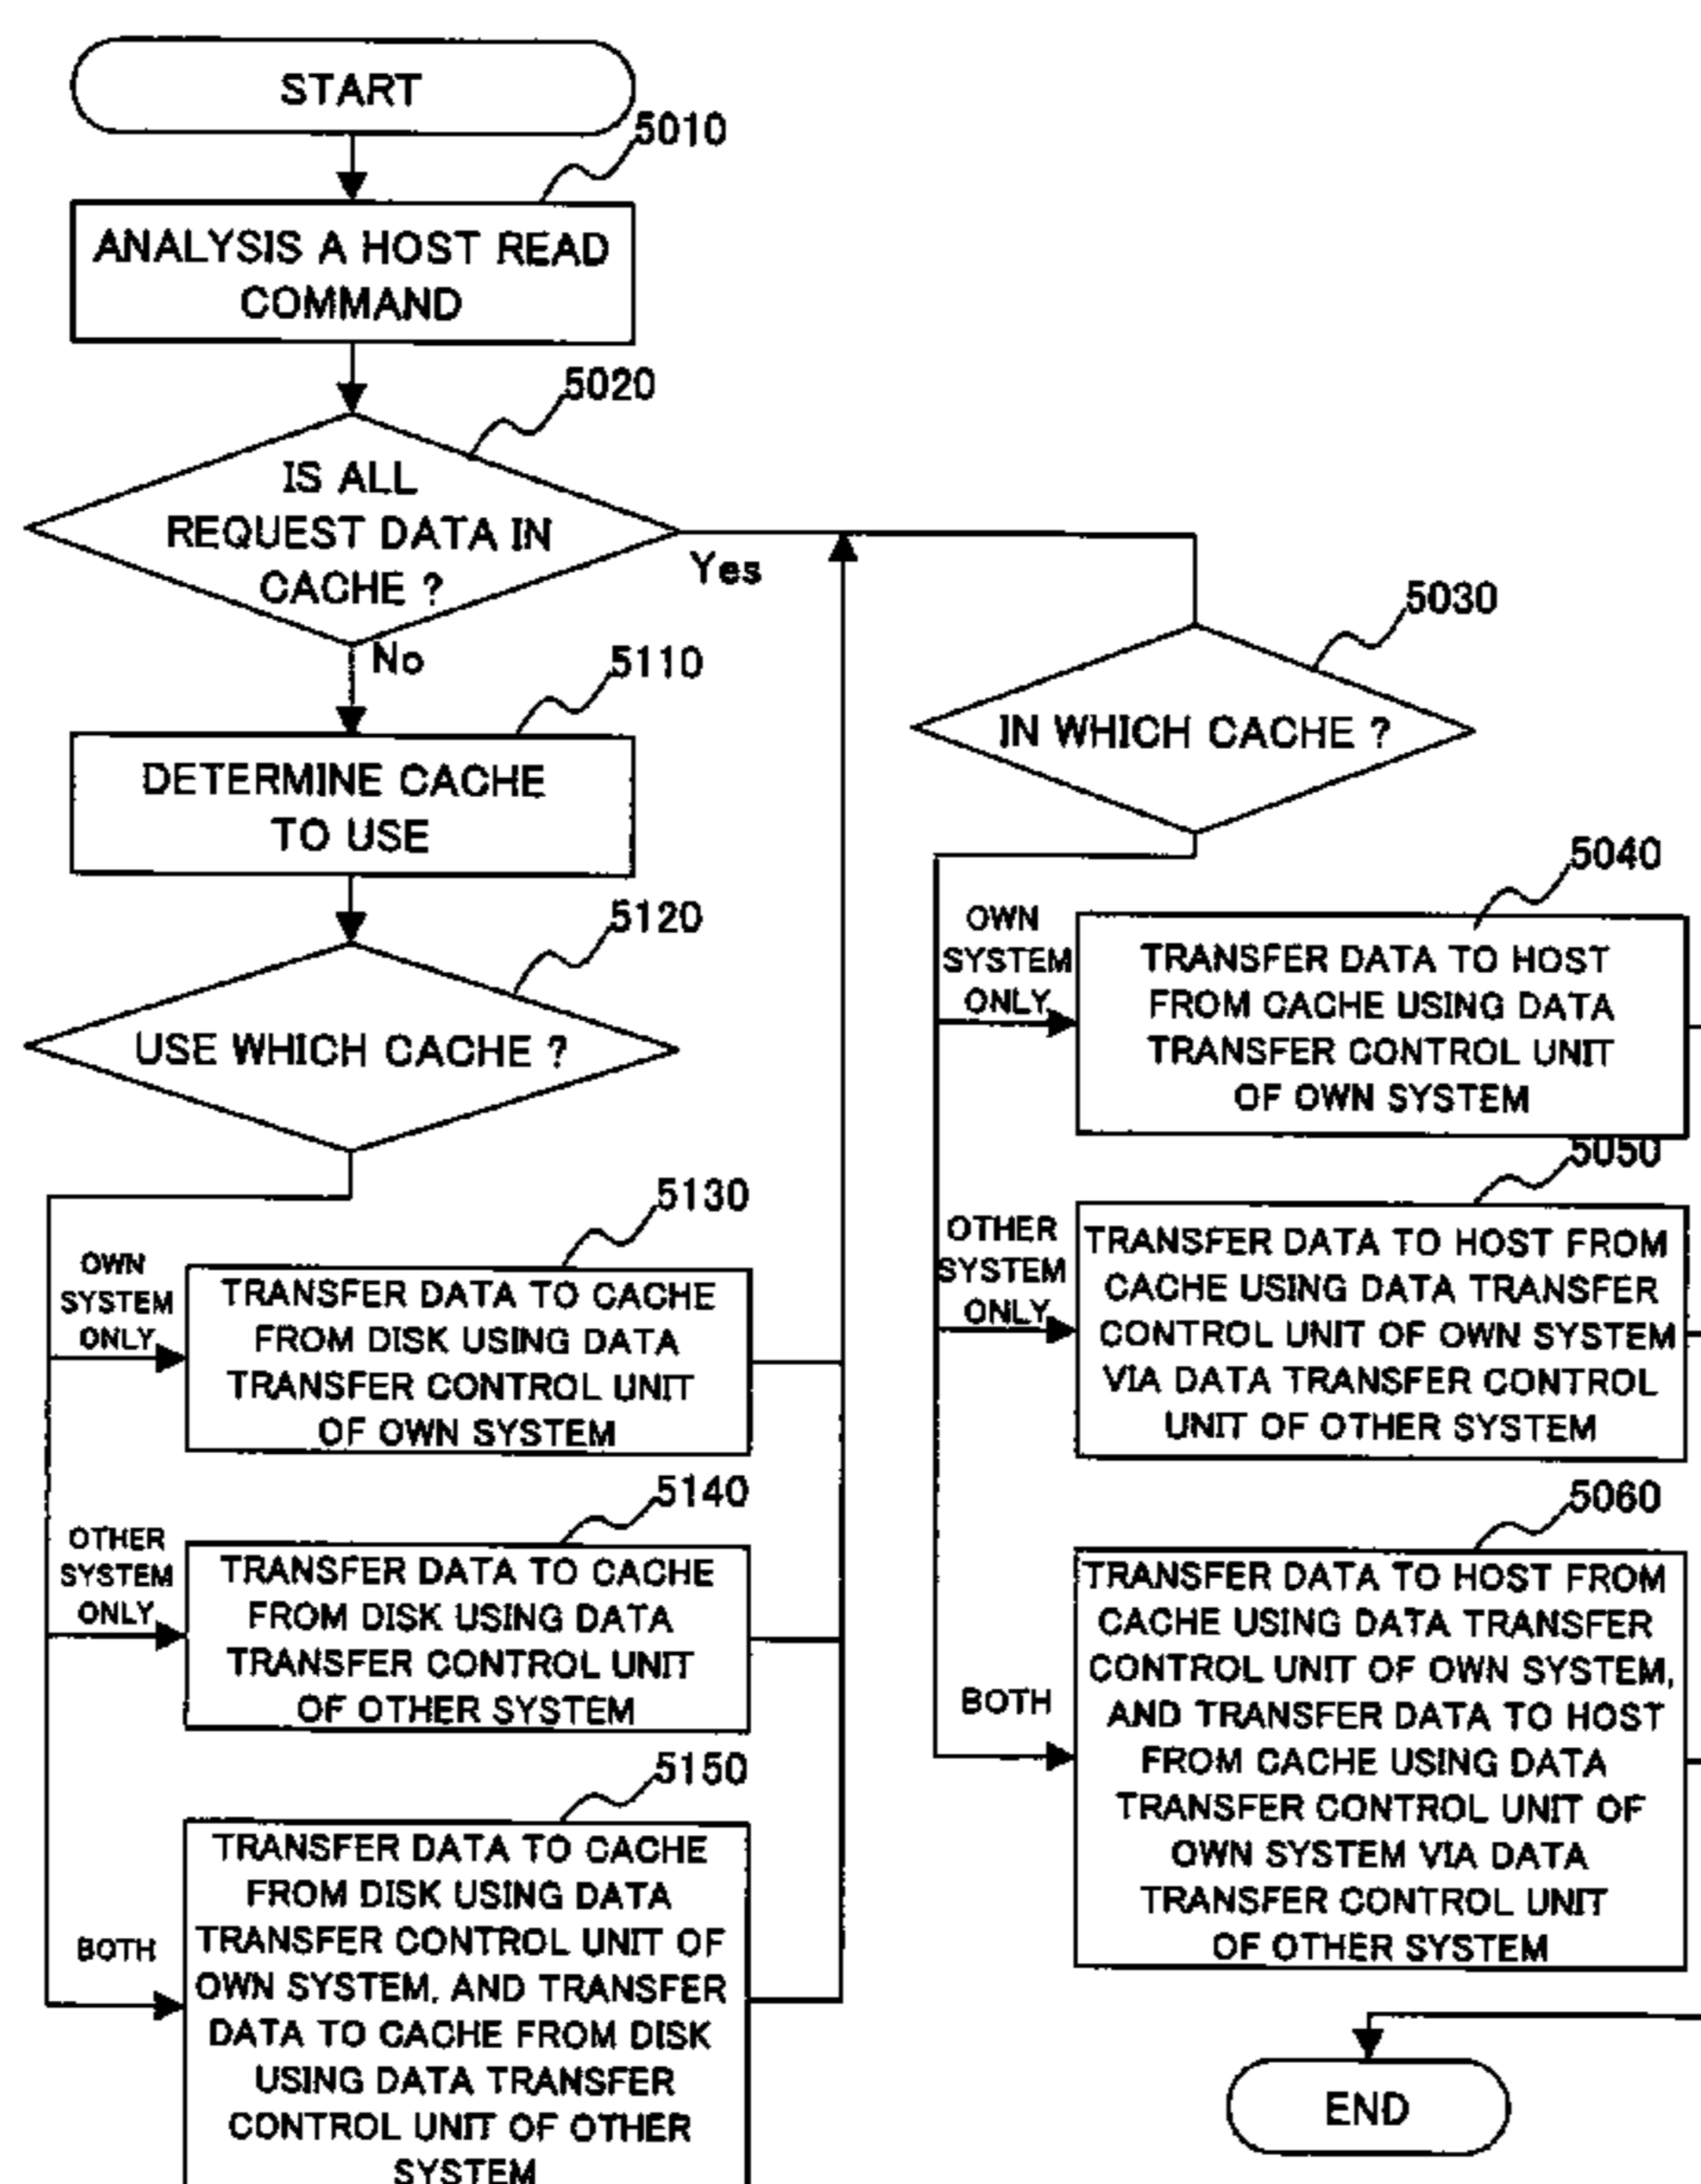 START
5010
ANALYSIS A HOST READ
COMMAND
5020
IS ALL
REQUEST DATA IN
CACHE ?
Yes
No
5110
DETERMINE CACHE
TO USE
5120
USE WHICH CACHE ?
5130
OWN
SYSTEM
ONLY
TRANSFER DATA TO CACHE
FROM DISK USING DATA
TRANSFER CONTROL UNIT
OF OWN SYSTEM
5140
OTHER
SYSTEM
ONLY
TRANSFER DATA TO CACHE
FROM DISK USING DATA
TRANSFER CONTROL UNIT
OF OTHER SYSTEM
5150
BOTH
TRANSFER DATA TO CACHE
FROM DISK USING DATA
TRANSFER CONTROL UNIT OF
OWN SYSTEM, AND TRANSFER
DATA TO CACHE FROM DISK
USING DATA TRANSFER
CONTROL UNIT OF OTHER
SYSTEM
5030
IN WHICH CACHE ?
5040
OWN
SYSTEM
ONLY
TRANSFER DATA TO HOST
FROM CACHE USING DATA
TRANSFER CONTROL UNIT
OF OWN SYSTEM
5050
OTHER
SYSTEM
ONLY
TRANSFER DATA TO HOST FROM
CACHE USING DATA TRANSFER
CONTROL UNIT OF OWN SYSTEM
VIA DATA TRANSFER CONTROL
UNIT OF OTHER SYSTEM
5060
BOTH
TRANSFER DATA TO HOST FROM
CACHE USING DATA TRANSFER
CONTROL UNIT OF OWN SYSTEM,
AND TRANSFER DATA TO HOST
FROM CACHE USING DATA
TRANSFER CONTROL UNIT OF
OWN SYSTEM VIA DATA
TRANSFER CONTROL UNIT
OF OTHER SYSTEM
END